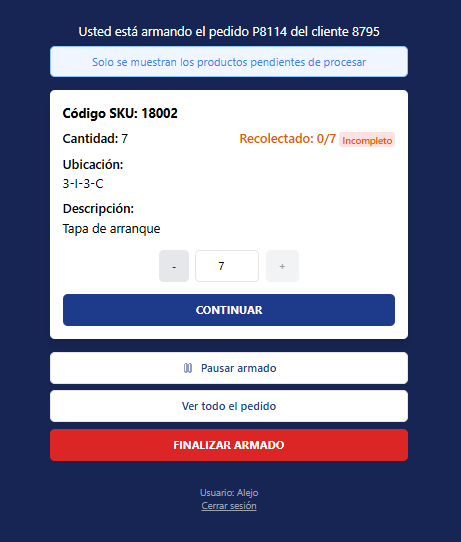 Usted está armando el pedido P8114 del cliente 8795
Solo se muestran los productos pendientes de procesar
Código SKU: 18002
Cantidad: 7 Recolectado: 0/7 Incompleto
Ubicación:
3-I-3-C
Descripción:
Tapa de arranque
- 7 +
CONTINUAR
Pausar armado
Ver todo el pedido
FINALIZAR ARMADO
Usuario: Alejo
Cerrar sesión